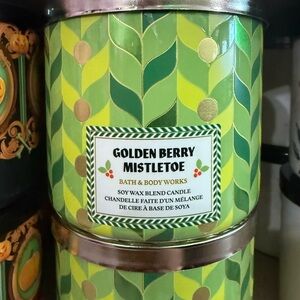 GOLDEN BERRY
MISTLETOE
BATH & BODY WORKS
SOY WAX BLEND CANDLE
CHANDELLE FAITE D'UN MÉLANGE
DE CIRE À BASE DE SOYA